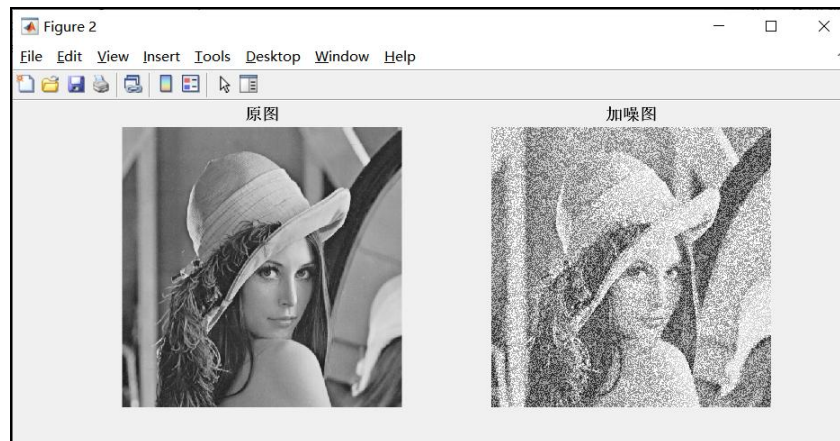 Figure 2
File Edit View Insert Tools Desktop Window Help
原图
加噪图